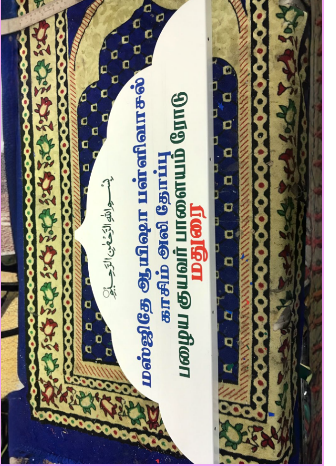 بسم الله الرحمن الرحيم
மஸ்ஜிதே ஆயிஷா பள்ளிவாசல்
காசிம் அலி தோப்பு
பழைய குயவர் பாளையம் ரோடு
மதுரை